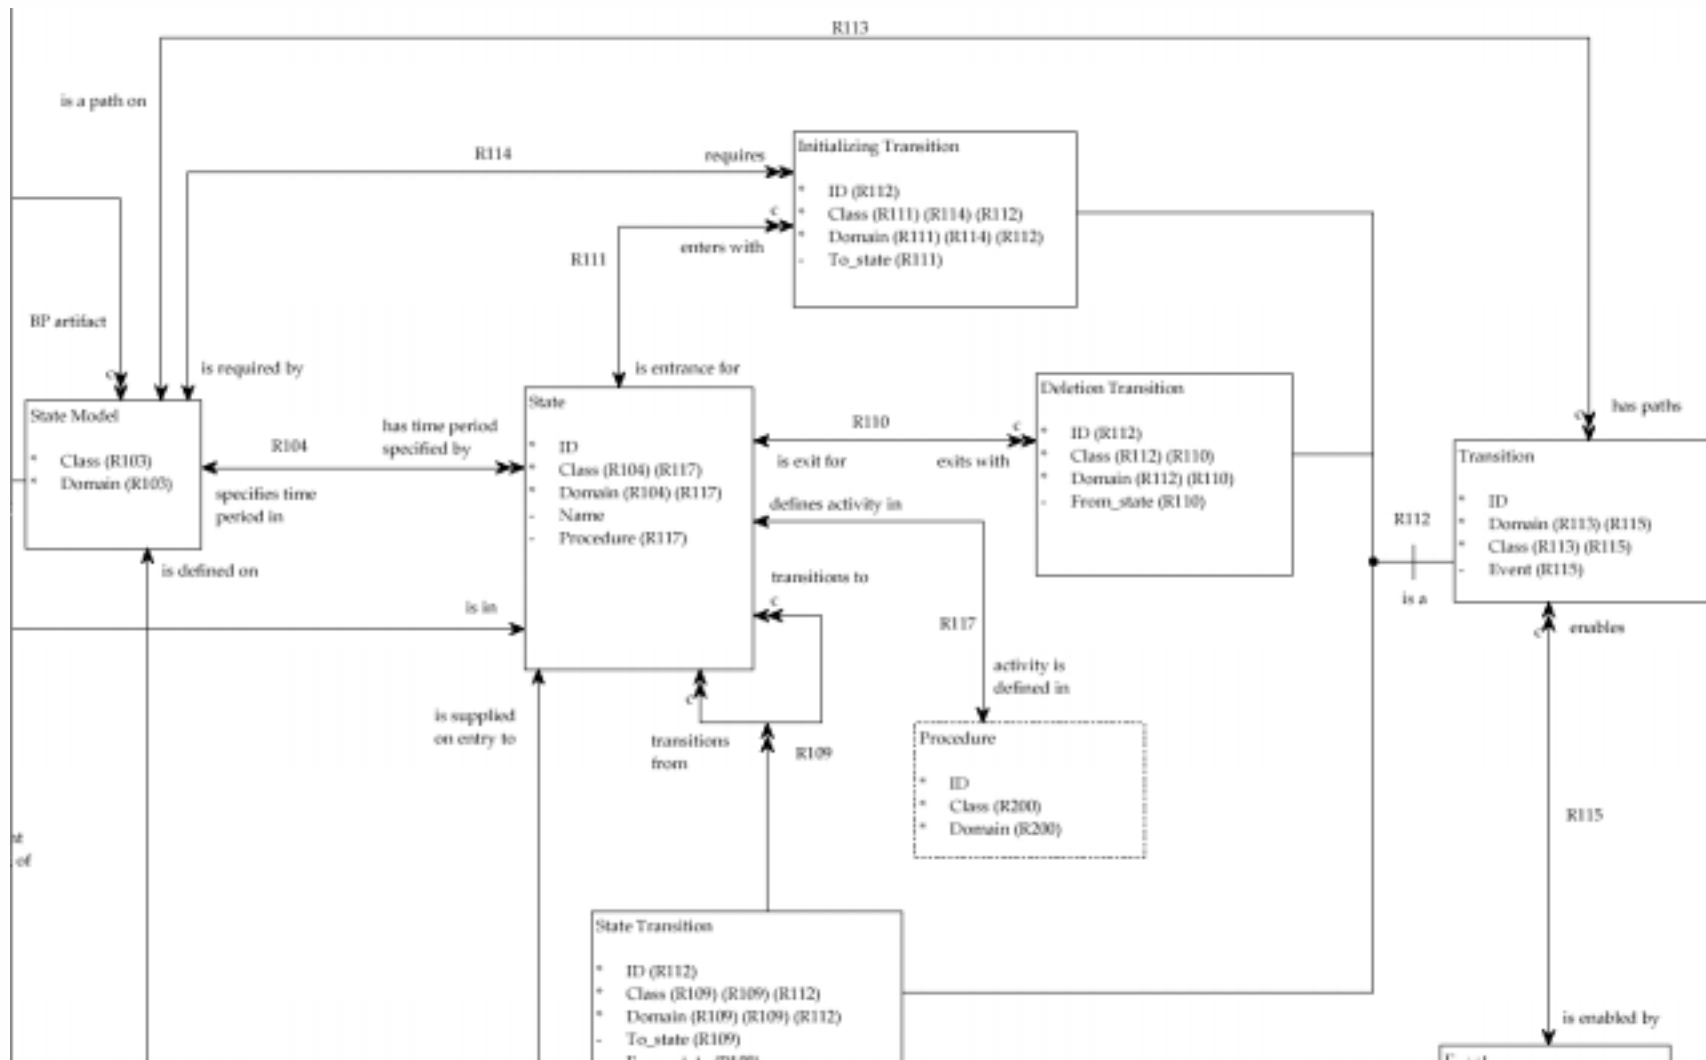 R113
is a path on
R114
requires
Initializing Transition
* ID (R112)
* Class (R111) (R114) (R112)
* Domain (R111) (R114) (R112)
- To_state (R111)
c
enters with
R111
BP artifact
c
is required by
is entrance for
State Model
* Class (R103)
* Domain (R103)
R104
has time period
specified by
specifies time
period in
is defined on
State
* ID
* Class (R104) (R117)
* Domain (R104) (R117)
- Name
- Procedure (R117)
R110
c
is exit for
exits with
Deletion Transition
* ID (R112)
* Class (R112) (R110)
* Domain (R112) (R110)
- From_state (R110)
c
has paths
Transition
* ID
* Domain (R113) (R115)
* Class (R113) (R115)
- Event (R115)
R112
is a
c
enables
defines activity in
transitions to
c
is in
R117
activity is
defined in
c
is supplied
on entry to
transitions
from
R109
Procedure
* ID
* Class (R200)
* Domain (R200)
R115
of
State Transition
* ID (R112)
* Class (R109) (R109) (R112)
* Domain (R109) (R109) (R112)
- To_state (R109)
is enabled by